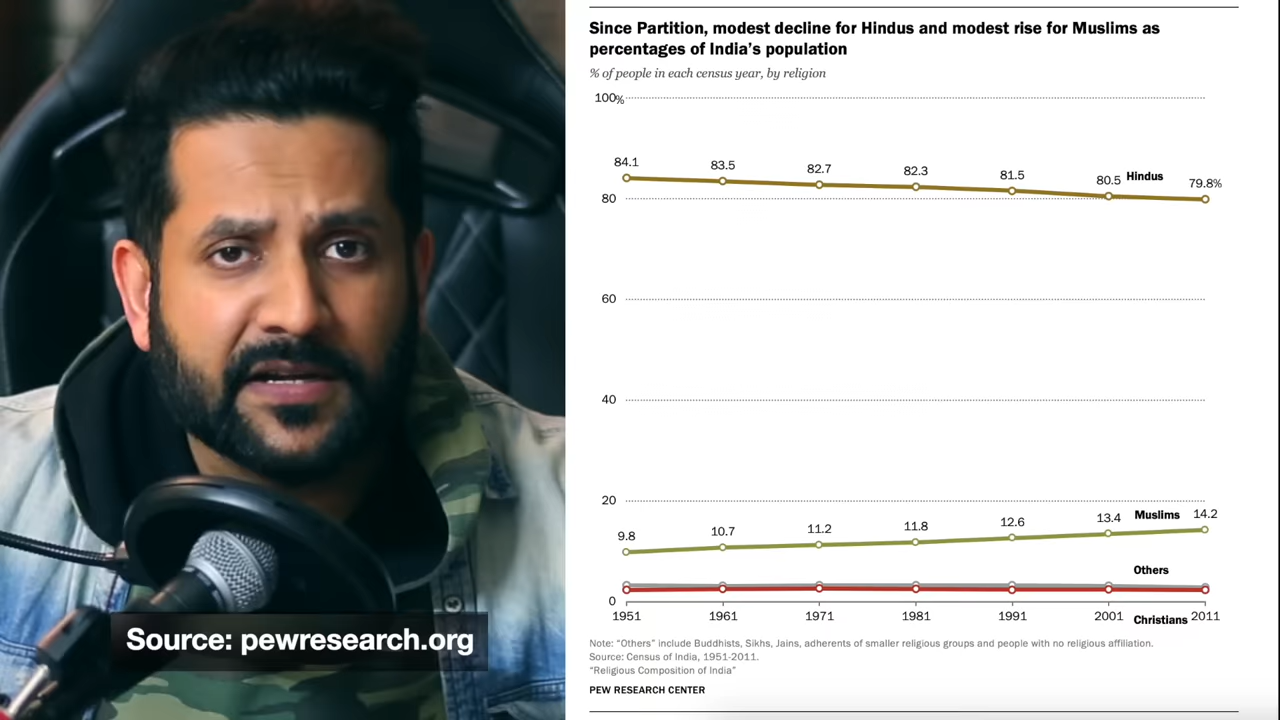 Since Partition, modest decline for Hindus and modest rise for Muslims as
percentages of India's population
% of people in each census year, by religion
100%
84.1 83.5 82.7 82.3 81.5 80.5 Hindus 79.8%
80
60
40
20
9.8 10.7 11.2 11.8 12.6 13.4 Muslims 14.2
Others
0
1951 1961 1971 1981 1991 2001 Christians 2011
Note: “Others” include Buddhists, Sikhs, Jains, adherents of smaller religious groups and people with no religious affiliation.
Source: Census of India, 1951-2011.
“Religious Composition of India”
PEW RESEARCH CENTER
Source: pewresearch.org